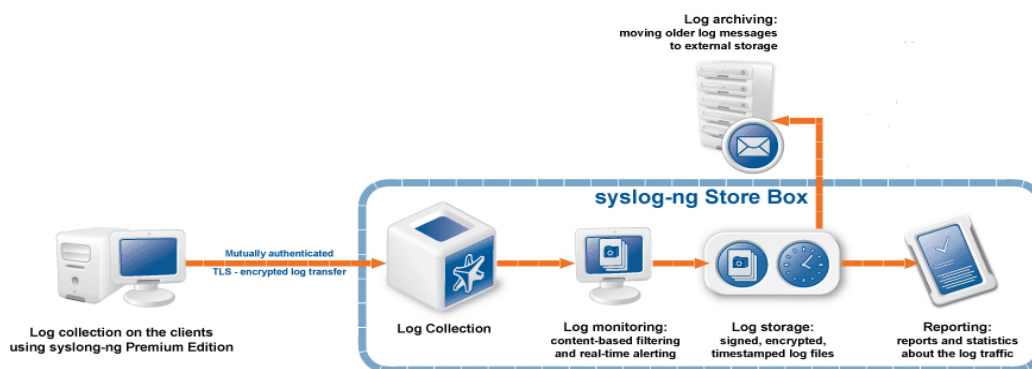 Log archiving:
moving older log messages
to external storage
syslog-ng Store Box
Mutually authenticated
TLS - encrypted log transfer
Log collection on the clients
using syslong-ng Premium Edition
Log Collection
Log monitoring:
content-based filtering
and real-time alerting
Log storage:
signed, encrypted,
timestamped log files
Reporting:
reports and statistics
about the log traffic